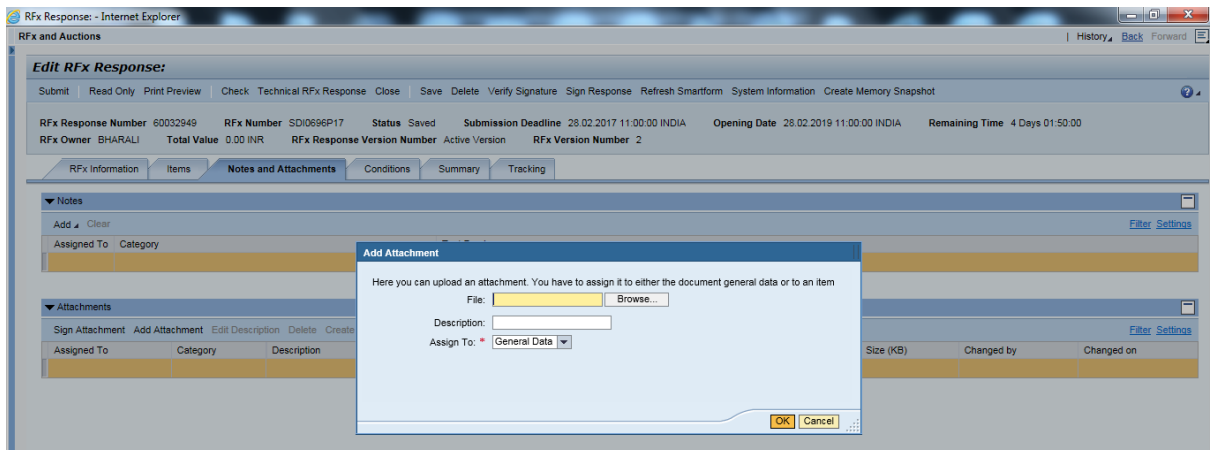 RFx Response: - Internet Explorer
RFx and Auctions | History Back Forward
Edit RFx Response:
Submit | Read Only Print Preview | Check Technical RFx Response Close | Save Delete Verify Signature Sign Response Refresh Smartform System Information Create Memory Snapshot
RFx Response Number 60032949 RFx Number SDI0696P17 Status Saved Submission Deadline 28.02.2017 11:00:00 INDIA Opening Date 28.02.2019 11:00:00 INDIA Remaining Time 4 Days 01:50:00
RFx Owner BHARALI Total Value 0.00 INR RFx Response Version Number Active Version RFx Version Number 2
RFx Information Items Notes and Attachments Conditions Summary Tracking
Notes
Add Clear Filter Settings
Assigned To Category
Add Attachment
Here you can upload an attachment. You have to assign it to either the document general data or to an item
File: Browse...
Description:
Assign To: * General Data
OK Cancel
Attachments
Sign Attachment Add Attachment Edit Description Delete Create Filter Settings
Assigned To Category Description Size (KB) Changed by Changed on